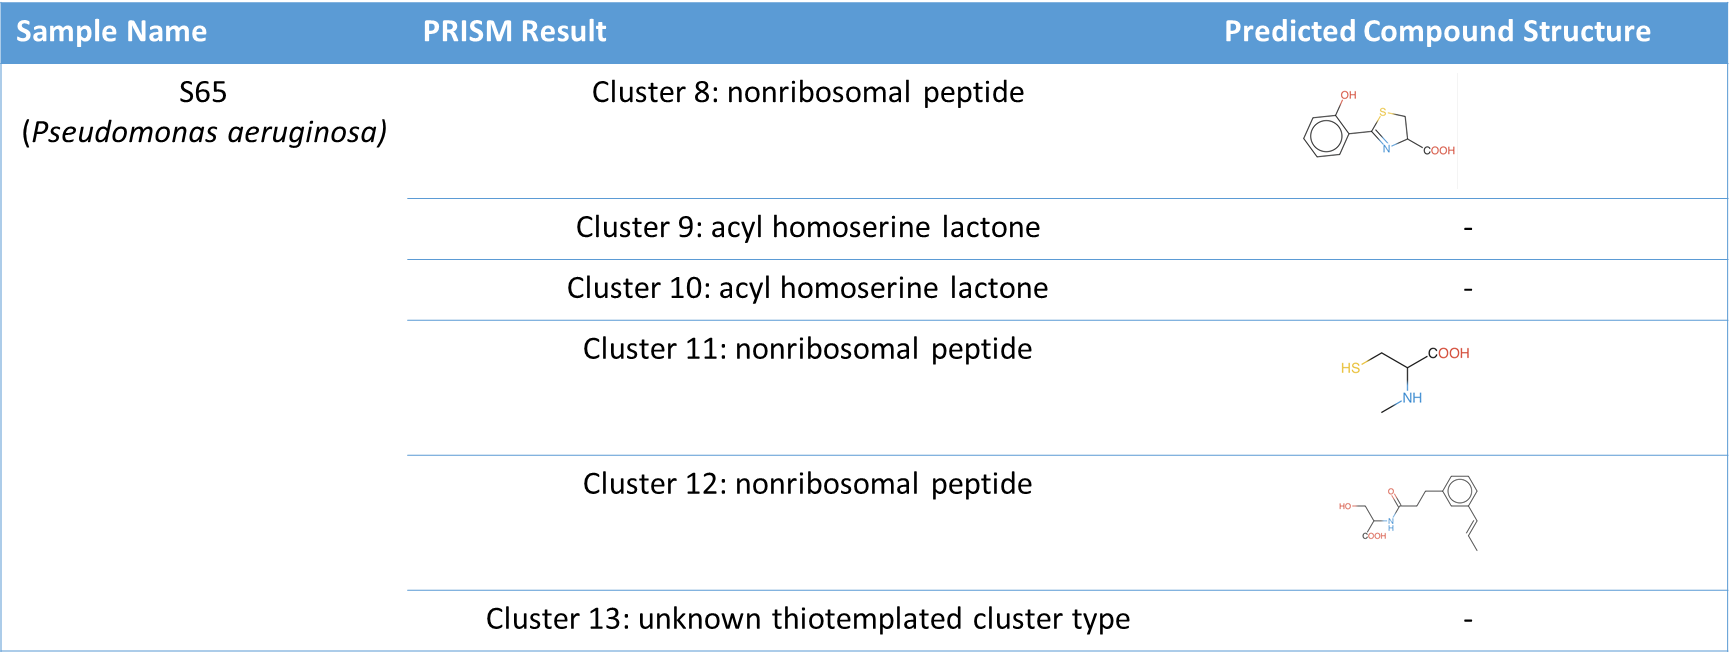 Sample Name PRISM Result Predicted Compound Structure
S65 Cluster 8: nonribosomal peptide
(Pseudomonas aeruginosa)
OH
S
N
COOH
Cluster 9: acyl homoserine lactone -
Cluster 10: acyl homoserine lactone -
Cluster 11: nonribosomal peptide
COOH
HS
NH
Cluster 12: nonribosomal peptide
O
HO
N
H
COOH
Cluster 13: unknown thiotemplated cluster type -